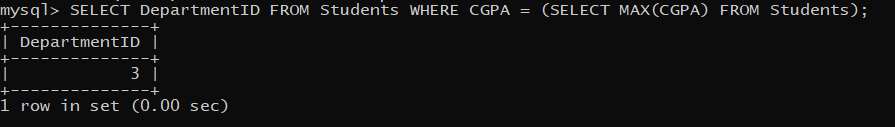 mysql> SELECT DepartmentID FROM Students WHERE CGPA = (SELECT MAX(CGPA) FROM Students);
+--------------+
| DepartmentID |
+--------------+
|            3 |
+--------------+
1 row in set (0.00 sec)